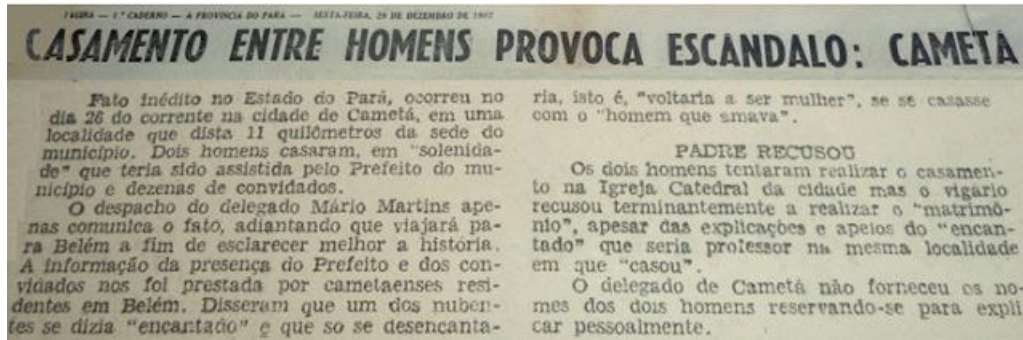 PÁGINA — 1.º CADERNO — A PROVINCIA DO PARÁ — SEXTA-FEIRA, 29 DE DEZEMBRO DE
CASAMENTO ENTRE HOMENS PROVOCA ESCANDALO: CAMETÁ
Fato inédito no Estado do Pará, ocorreu no
dia 26 do corrente na cidade de Cametá, em uma
localidade que dista 11 quilômetros da sede do
município. Dois homens casaram, em "solenida-
de" que teria sido assistida pelo Prefeito do mu-
nicípio e dezenas de convidados.
O despacho do delegado Mário Martins ape-
nas comunica o fato, adiantando que viajará pa-
ra Belém a fim de esclarecer melhor a história.
A informação da presença do Prefeito e dos con-
vidados nos foi prestada por cametaenses resi-
dentes em Belém. Disseram que um dos nuben-
tes se dizia "encantado" e que so se desencanta-
ria, isto é, "voltaria a ser mulher", se se casasse
com o "homem que amava".
PADRE RECUSOU
Os dois homens tentaram realizar o casamen-
to na Igreja Catedral da cidade mas o vigário
recusou terminantemente a realizar o "matrimô-
nio", apesar das explicações e apelos do "encan-
tado" que seria professor na mesma localidade
em que "casou".
O delegado de Cametá não forneceu os no-
mes dos dois homens reservando-se para expli
car pessoalmente.